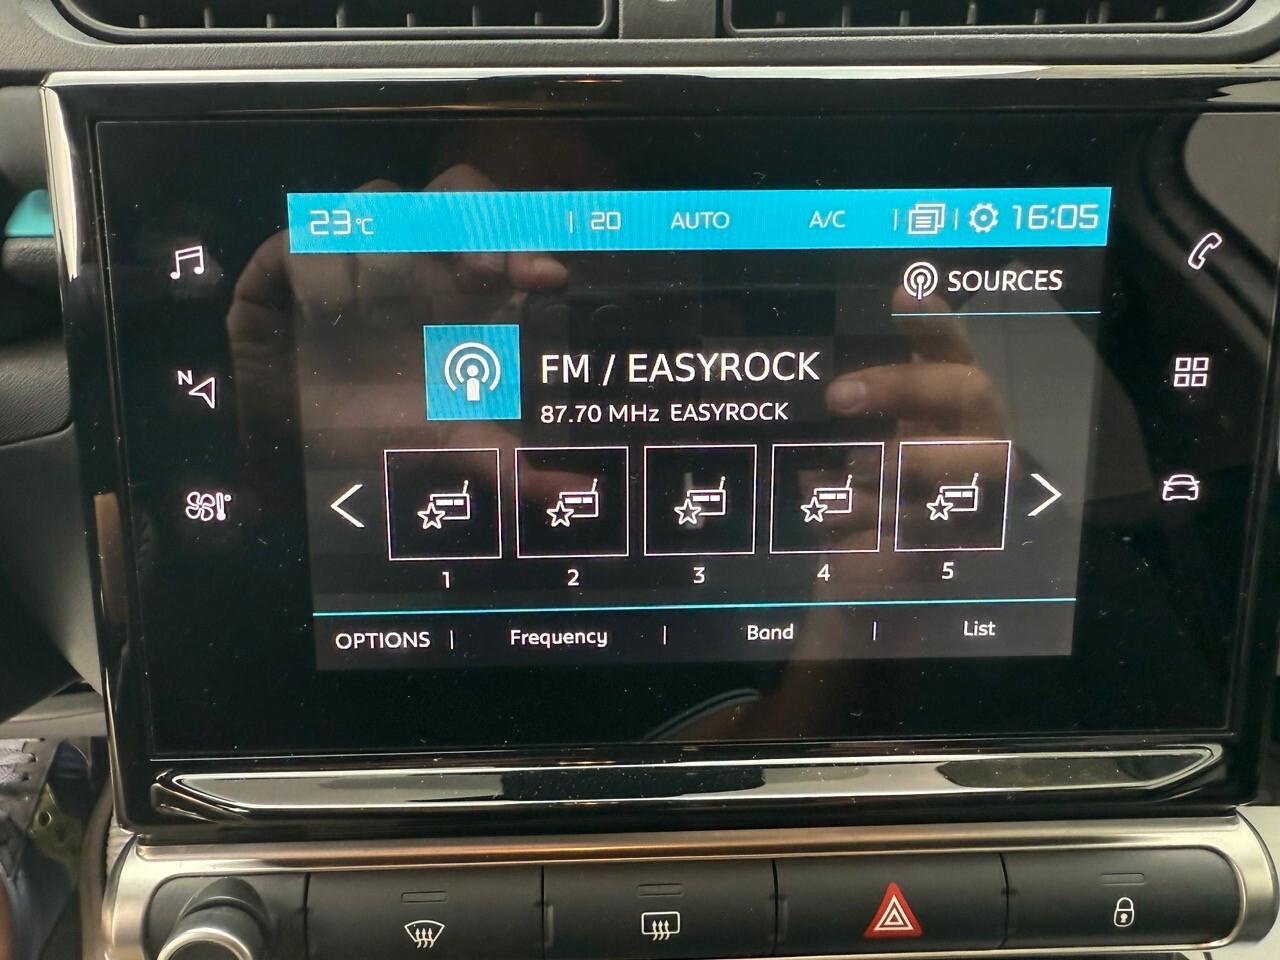 23°C | 20 AUTO A/C | | 16:05
SOURCES
FM / EASYROCK
87.70 MHz EASYROCK
N
1 2 3 4 5
OPTIONS | Frequency | Band | List